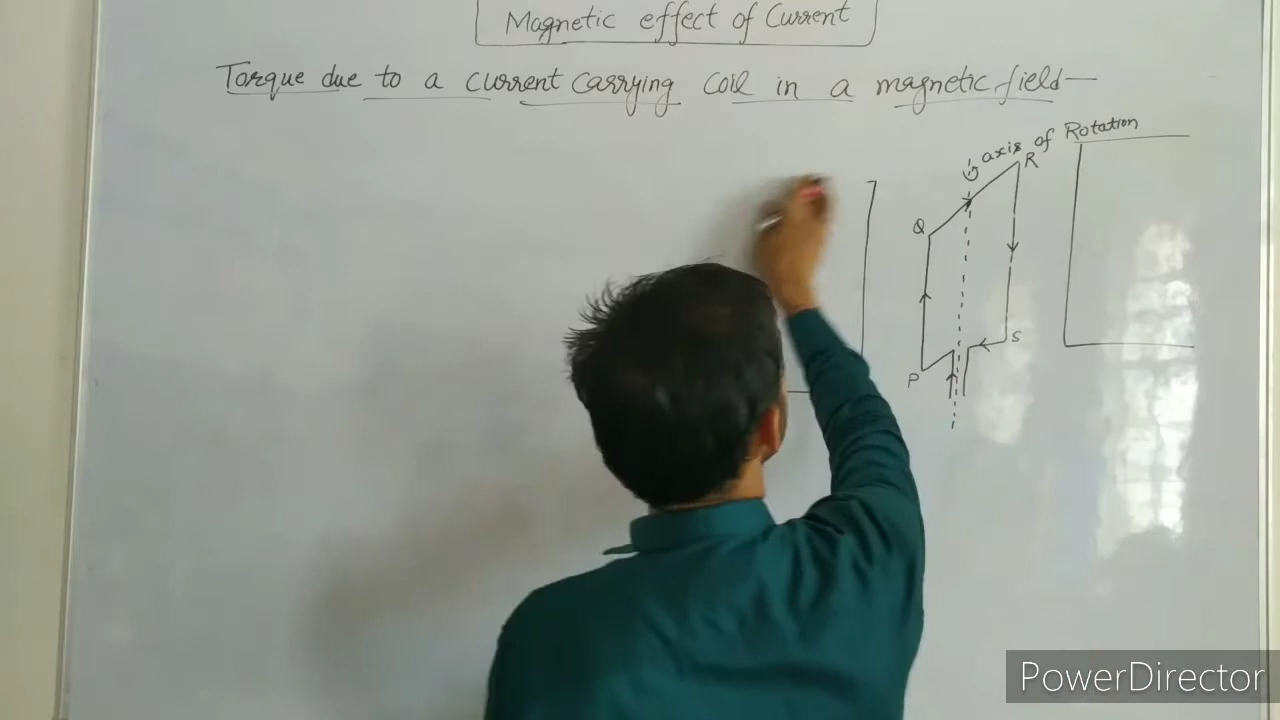 Magnetic effect of Current
Torque due to a current carrying coil in a magnetic field—
axis of Rotation
R
Q
S
P
PowerDirector